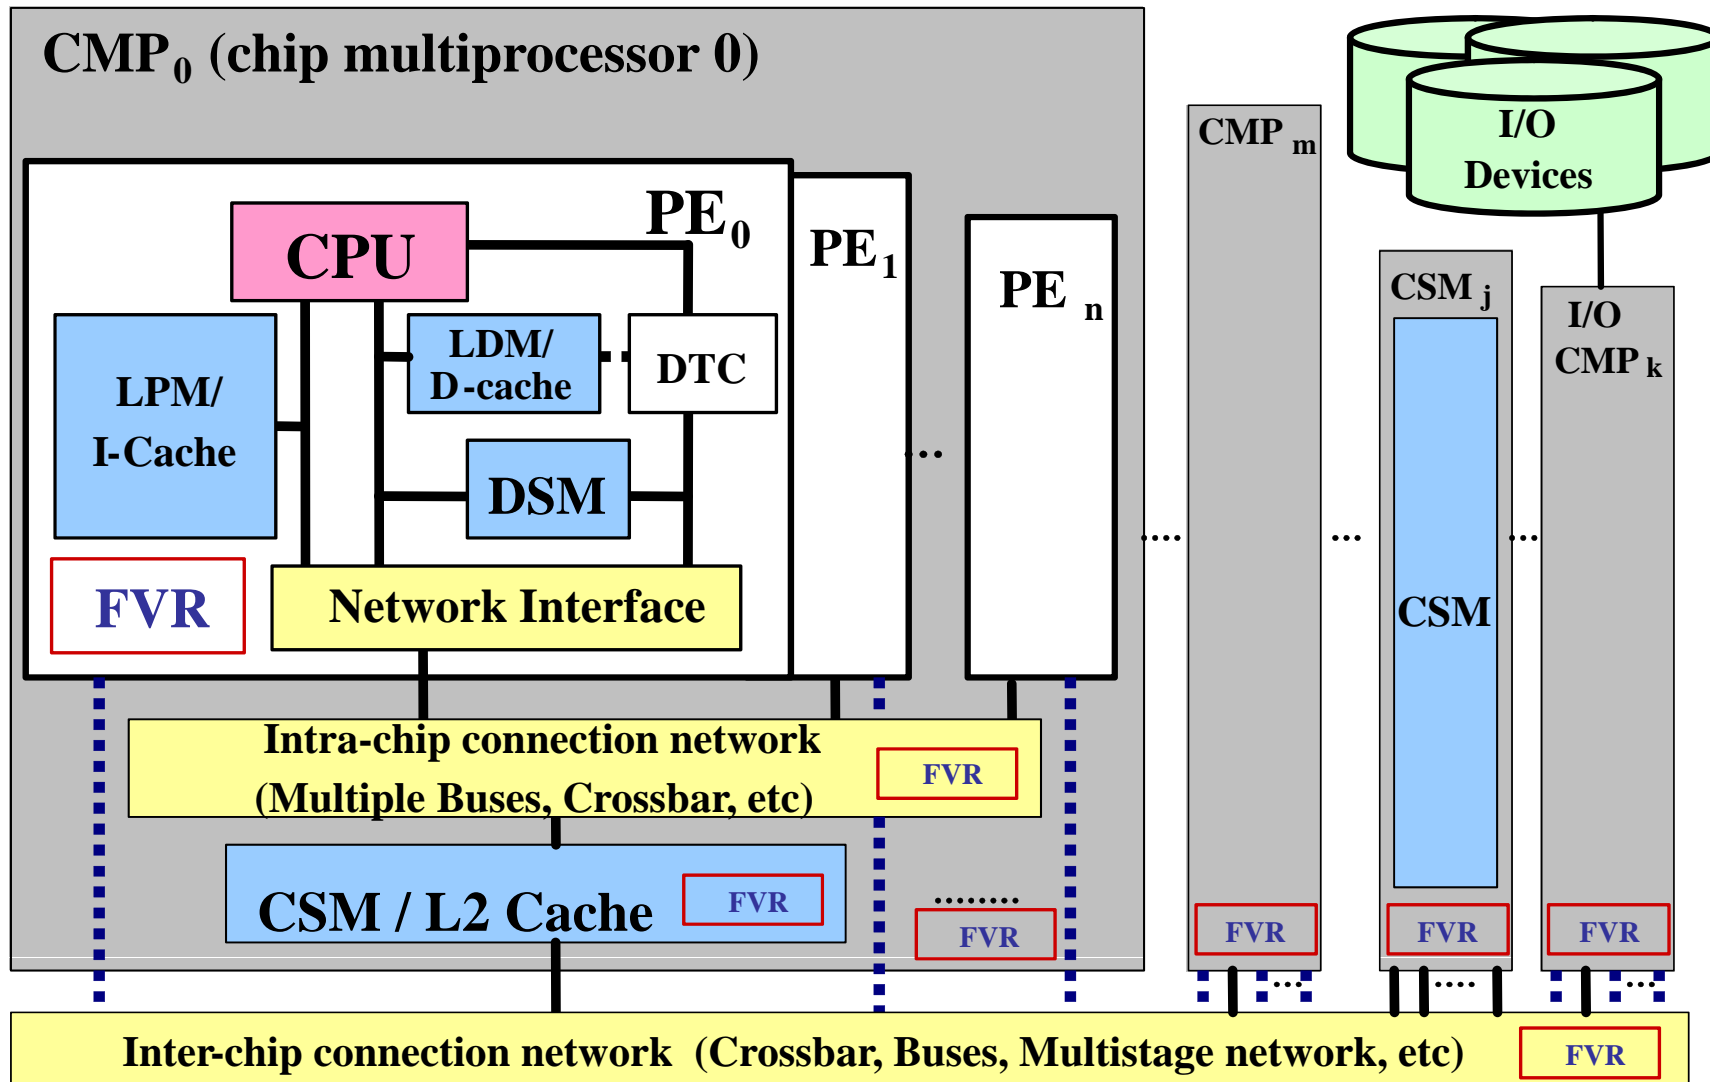 CMP0 (chip multiprocessor 0)
PE0
CPU
LPM/
I-Cache
LDM/
D-cache
DTC
DSM
FVR
Network Interface
PE1
....
PE n
Intra-chip connection network
(Multiple Buses, Crossbar, etc)
FVR
CSM / L2 Cache
FVR
........
FVR
....
CMP m
FVR
....
...
CSM j
CSM
FVR
....
...
I/O
Devices
I/O
CMP k
FVR
...
Inter-chip connection network (Crossbar, Buses, Multistage network, etc)
FVR